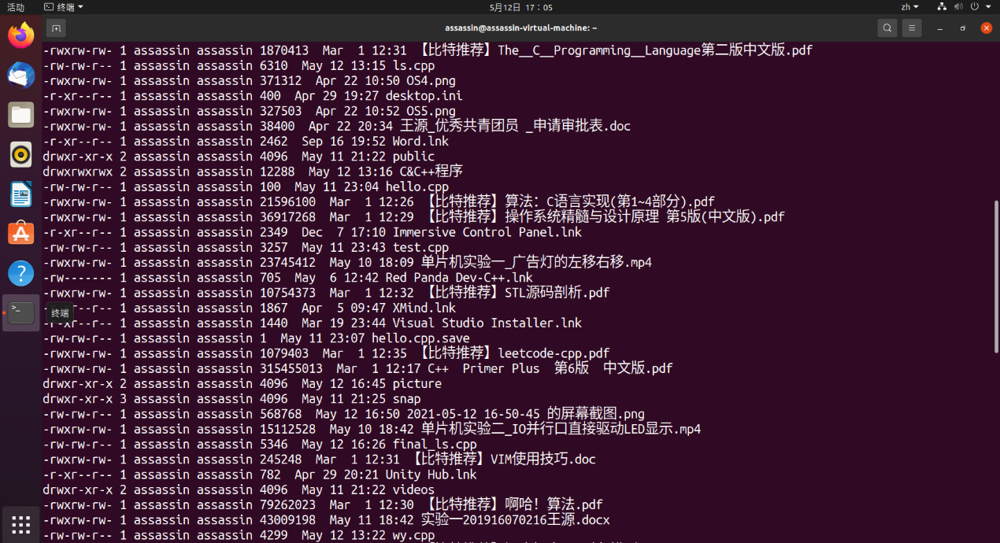 活动 终端 5月12日 17：05 zh
assassin@assassin-virtual-machine: ~
-rwxrw-rw- 1 assassin assassin 1870413  Mar  1 12:31 【比特推荐】The__C__Programming__Language第二版中文版.pdf
-rw-rw-r-- 1 assassin assassin 6310  May 12 13:15 ls.cpp
-rwxrw-rw- 1 assassin assassin 371312  Apr 22 10:50 OS4.png
-r-xr--r-- 1 assassin assassin 400  Apr 29 19:27 desktop.ini
-rwxrw-rw- 1 assassin assassin 327503  Apr 22 10:52 OS5.png
-rwxrw-rw- 1 assassin assassin 38400  Apr 22 20:34 王源_优秀共青团员 _申请审批表.doc
-r-xr--r-- 1 assassin assassin 2462  Sep 16 19:52 Word.lnk
drwxr-xr-x 2 assassin assassin 4096  May 11 21:22 public
drwxrwxrwx 2 assassin assassin 12288  May 12 13:16 C&C++程序
-rw-rw-r-- 1 assassin assassin 100  May 11 23:04 hello.cpp
-rwxrw-rw- 1 assassin assassin 21596100  Mar  1 12:26 【比特推荐】算法：C语言实现(第1~4部分).pdf
-rwxrw-rw- 1 assassin assassin 36917268  Mar  1 12:29 【比特推荐】操作系统精髓与设计原理 第5版(中文版).pdf
-r-xr--r-- 1 assassin assassin 2349  Dec  7 17:10 Immersive Control Panel.lnk
-rw-rw-r-- 1 assassin assassin 3257  May 11 23:43 test.cpp
-rwxrw-rw- 1 assassin assassin 23745412  May 10 18:09 单片机实验一_广告灯的左移右移.mp4
-rw------- 1 assassin assassin 705  May  6 12:42 Red Panda Dev-C++.lnk
-rwxrw-rw- 1 assassin assassin 10754373  Mar  1 12:32 【比特推荐】STL源码剖析.pdf
r--r-- 1 assassin assassin 1867  Apr  5 09:47 XMind.lnk
终端
-r-xr--r-- 1 assassin assassin 1440  Mar 19 23:44 Visual Studio Installer.lnk
-rw-rw-r-- 1 assassin assassin 1  May 11 23:07 hello.cpp.save
-rwxrw-rw- 1 assassin assassin 1079403  Mar  1 12:35 【比特推荐】leetcode-cpp.pdf
-rwxrw-rw- 1 assassin assassin 315455013  Mar  1 12:17 C++  Primer Plus  第6版  中文版.pdf
drwxr-xr-x 2 assassin assassin 4096  May 12 16:45 picture
drwxr-xr-x 3 assassin assassin 4096  May 11 21:25 snap
-rw-rw-r-- 1 assassin assassin 568768  May 12 16:50 2021-05-12 16-50-45 的屏幕截图.png
-rwxrw-rw- 1 assassin assassin 15112528  May 10 18:42 单片机实验二_IO并行口直接驱动LED显示.mp4
-rw-rw-r-- 1 assassin assassin 5346  May 12 16:26 final_ls.cpp
-rwxrw-rw- 1 assassin assassin 245248  Mar  1 12:31 【比特推荐】VIM使用技巧.doc
-r-xr--r-- 1 assassin assassin 782  Apr 29 20:21 Unity Hub.lnk
drwxr-xr-x 2 assassin assassin 4096  May 11 21:22 videos
-rwxrw-rw- 1 assassin assassin 79262023  Mar  1 12:30 【比特推荐】啊哈！算法.pdf
-rwxrw-rw- 1 assassin assassin 43009198  May 11 18:42 实验一201916070216王源.docx
-rw-rw-r-- 1 assassin assassin 4299  May 12 13:22 wy.cpp